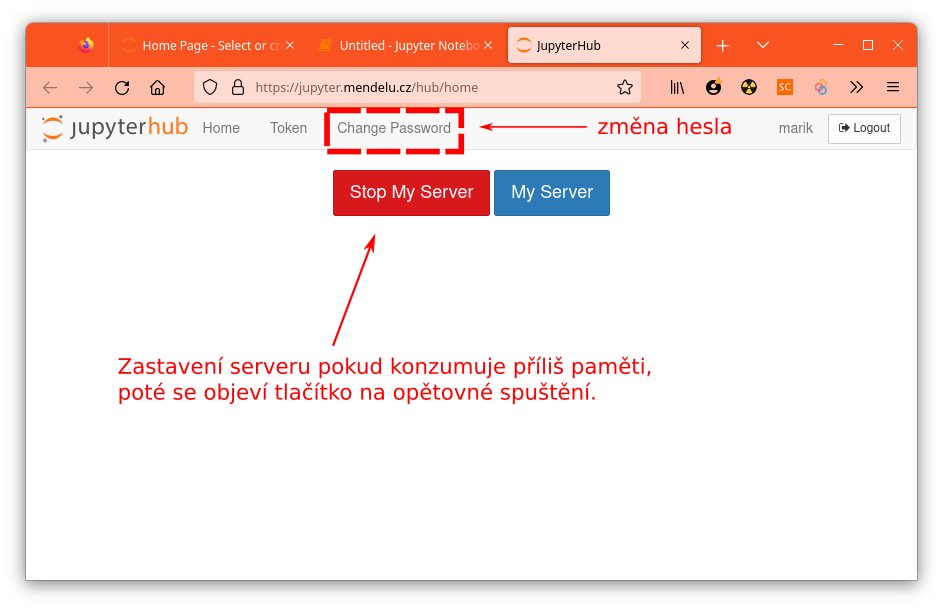 Home Page - Select or cre
Untitled - Jupyter Notebo
JupyterHub
https://jupyter.mendelu.cz/hub/home
SC
jupyterhub
Home
Token
Change Password
změna hesla
marik
Logout
Stop My Server
My Server
Zastavení serveru pokud konzumuje příliš paměti,
poté se objeví tlačítko na opětovné spuštění.